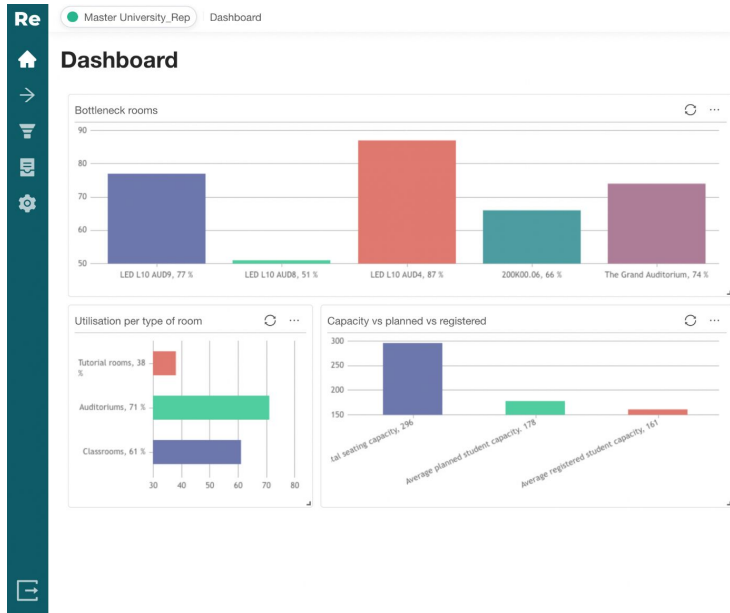 Re
Master University_Rep Dashboard
Dashboard
Bottleneck rooms
90
80
70
60
50
LED L10 AUD9, 77 %
LED L10 AUD8, 51 %
LED L10 AUD4, 87 %
200K00.06, 66 %
The Grand Auditorium, 74 %
Utilisation per type of room
Tutorial rooms, 38
%
Auditoriums, 71 %
Classrooms, 61 %
30 40 50 60 70 80
Capacity vs planned vs registered
300
250
200
150
tal seating capacity, 296
Average planned student capacity, 178
Average registered student capacity, 161